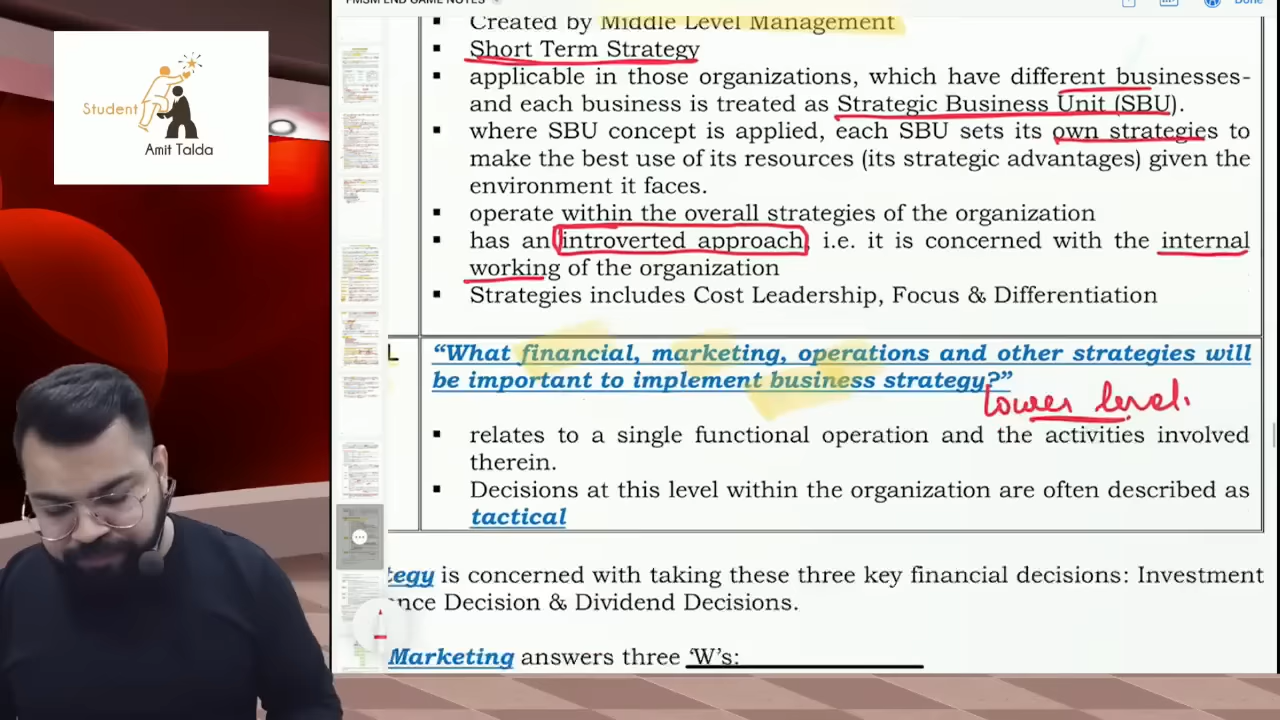 FMSM END GAME NOTES
Done
Student
Amit Talda
▪ Created by Middle Level Management
▪ Short Term Strategy
▪ applicable in those organizations, which have different business-
and each business is treated as Strategic Business Unit (SBU).
where SBU concept is applied, each SBU sets its own strategies to
make the best use of its resources (its strategic advantages) given the
environment it faces.
▪ operate within the overall strategies of the organization
▪ has an introverted approach i.e. it is concerned with the internal
working of the organization
Strategies includes Cost Leadership, Focus & Differentiation
L
“What financial, marketing, operations and other strategies will
be important to implement business strategy?”
Lower level.
▪ relates to a single functional operation and the activities involved
therein.
▪ Decisions at this level within the organization are often described as
tactical
tegy is concerned with taking these three key financial decisions: Investment
nce Decision & Dividend Decision
Marketing answers three ‘W’s: